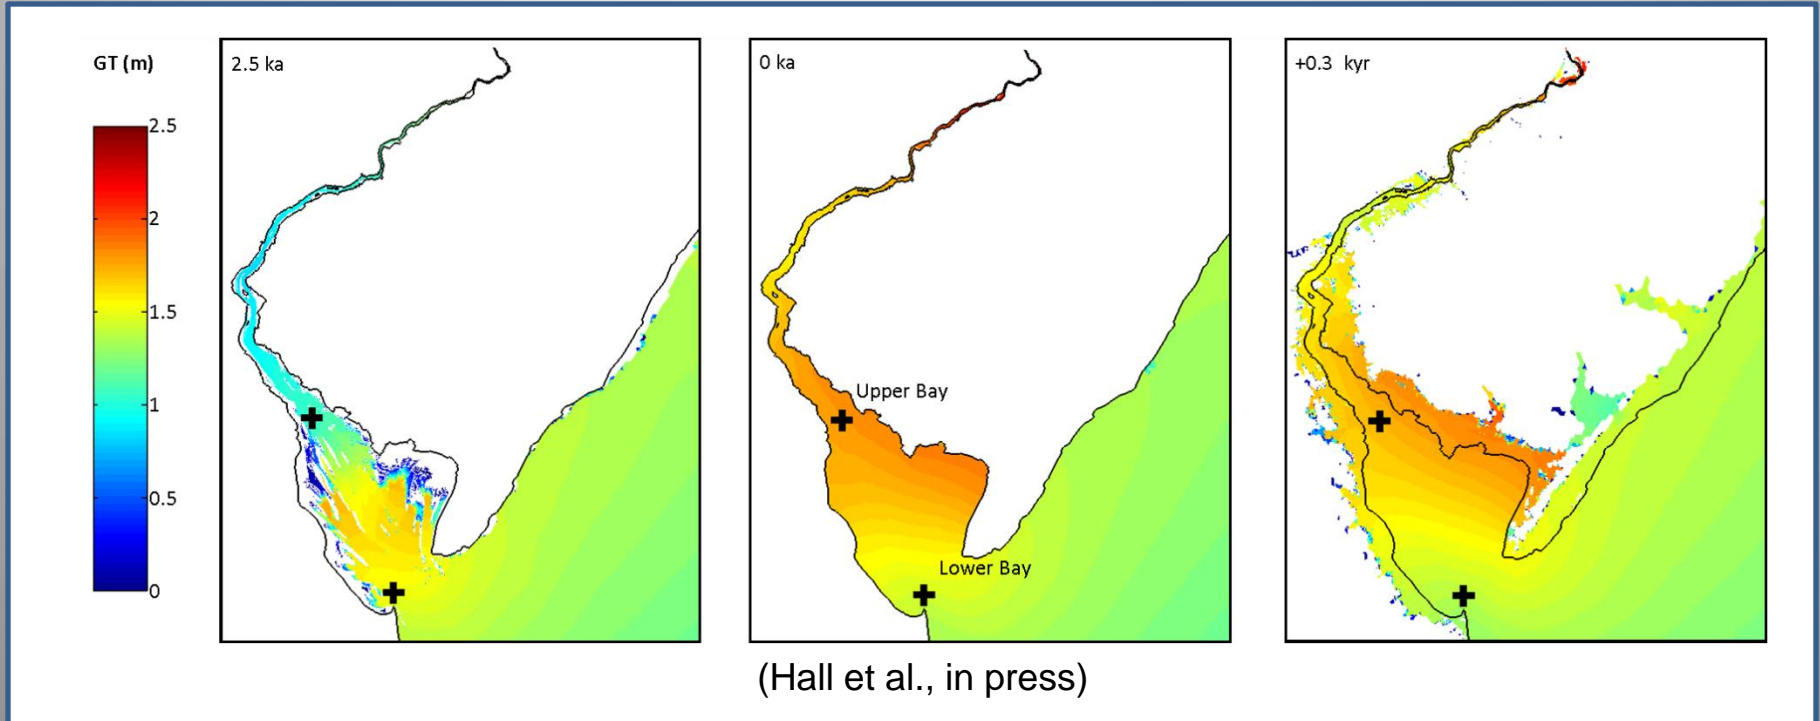 GT (m)
2.5
2
1.5
1
0.5
0
2.5 ka
0 ka
Upper Bay
Lower Bay
+0.3 kyr
(Hall et al., in press)